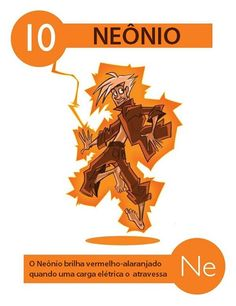 10 NEÔNIO
O Neônio brilha vermelho-alaranjado
quando uma carga elétrica o atravessa
Ne